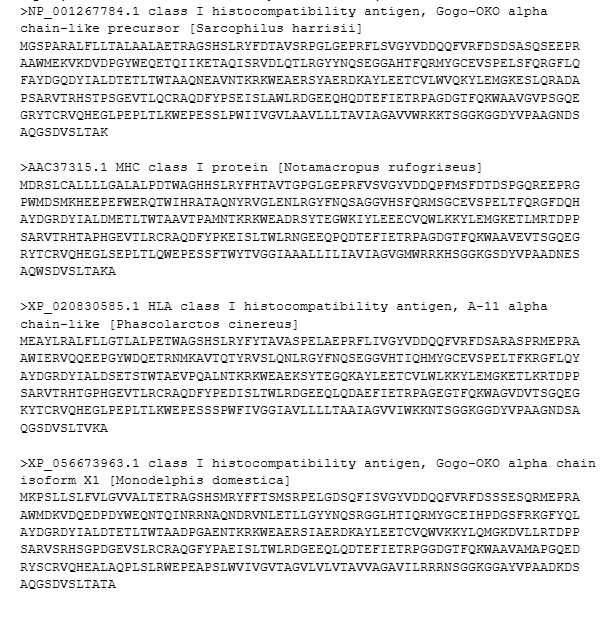 >NP_001267784.1 class I histocompatibility antigen, Gogo-OKO alpha
chain-like precursor [Sarcophilus harrisii]
MGSPARALFLLTALAALAETRAGSHSLRYFDTAVSRPGLGEPRFLSVGYVDDQQFVRFDSDSASQSEEPR
AAWMEKVKDVDPGYWEQETQIIKETAQISRVDLQTLRGYYNQSEGGAHTFQRMYGCEVSPELSFQRGFLQ
FAYDGQDYIALDTETLTWTAAQNEAVNTKRKWEAERSYAERDKAYLEETCVLWVQKYLEMGKESLQRADA
PSARVTRHSTPSGEVTLQCRAQDFYPSEISLAWLRDGEEQHQDTEFIETRPAGDGTFQKWAAVGVPSGQE
GRYTCRVQHEGLPEPLTLKWEPESSLPWIIVGVLAAVLLLTAVIAGAVVWRKKTSGGKGGDYVPAAGNDS
AQGSDVSLTAK
>AAC37315.1 MHC class I protein [Notamacropus rufogriseus]
MDRSLCALLLLGALALPDTWAGHHSLRYFHTAVTGPGLGEPRFVSVGYVDDQPFMSFDTDSPGQREEPRG
PWMDSMKHEEPEFWERQTWIHRATAQNYRVGLENLRGYFNQSAGGVHSFQRMSGCEVSPELTFQRGFDQH
AYDGRDYIALDMETLTWTAAVTPAMNTKRKWEADRSYTEGWKIYLEEECVQWLKKYLEMGKETLMRTDPP
SARVTRHTAPHGEVTLRCRAQDFYPKEISLTWLRNGEEQPQDTEFIETRPAGDGTFQKWAAVEVTSGQEG
RYTCRVQHEGLSEPLTLQWEPESSFTWYTVGGIAAALLILIAVIAGVGMWRRKHSGGKGSDYVPAADNES
AQWSDVSLTAKA
>XP_020830585.1 HLA class I histocompatibility antigen, A-11 alpha
chain-like [Phascolarctos cinereus]
MEAYLRALFLLGTLALPETWAGSHSLRYFYTAVASPELAEPRFLIVGYVDDQQFVRFDSARASPRMEPRA
AWIERVQQEEPGYWDQETRNMKAVTQTYRVSLQNLRGYFNQSEGGVHTIQHMYGCEVSPELTFKRGFLQY
AYDGRDYIALDSETSTWTAEVPQALNTKRKWEAEKSYTEGQKAYLEETCVLWLKKYLEMGKETLKRTDPP
SARVTRHTGPHGEVTLRCRAQDFYPEDISLTWLRDGEEQLQDAEFIETRPAGEGTFQKWAGVDVTSGQEG
KYTCRVQHEGLPEPLTLKWEPESSSPWFIVGGIAVLLLLTAAIAGVVIWKKNTSGGKGGDYVPAAGNDSA
QGSDVSLTVKA
>XP_056673963.1 class I histocompatibility antigen, Gogo-OKO alpha chain
isoform X1 [Monodelphis domestica]
MKPSLLSLFVLGVVALTETRAGSHSMRYFFTSMSRPELGDSQFISVGYVDDQQFVRFDSSSESQRMEPRA
AWMDKVDQEDPDYWEQNTQINRRNAQNDRVNLETLLGYYNQSRGGLHTIQRMYGCEIHPDGSFRKGFYQL
AYDGRDYIALDTETLTWTAADPGAENTKRKWEAERSIAERDKAYLEETCVQWVKKYLQMGKDVLLRTDPP
SARVSRHSGPDGEVSLRCRAQGFYPAEISLTWLRDGEEQLQDTEFIETRPGGDGTFQKWAAVAMAPGQED
RYSCRVQHEALAQPLSLRWEPEAPSLWVIVGVTAGVLVLVTAVVAGAVILRRRNSGGKGGAYVPAADKDS
AQGSDVSLTATA